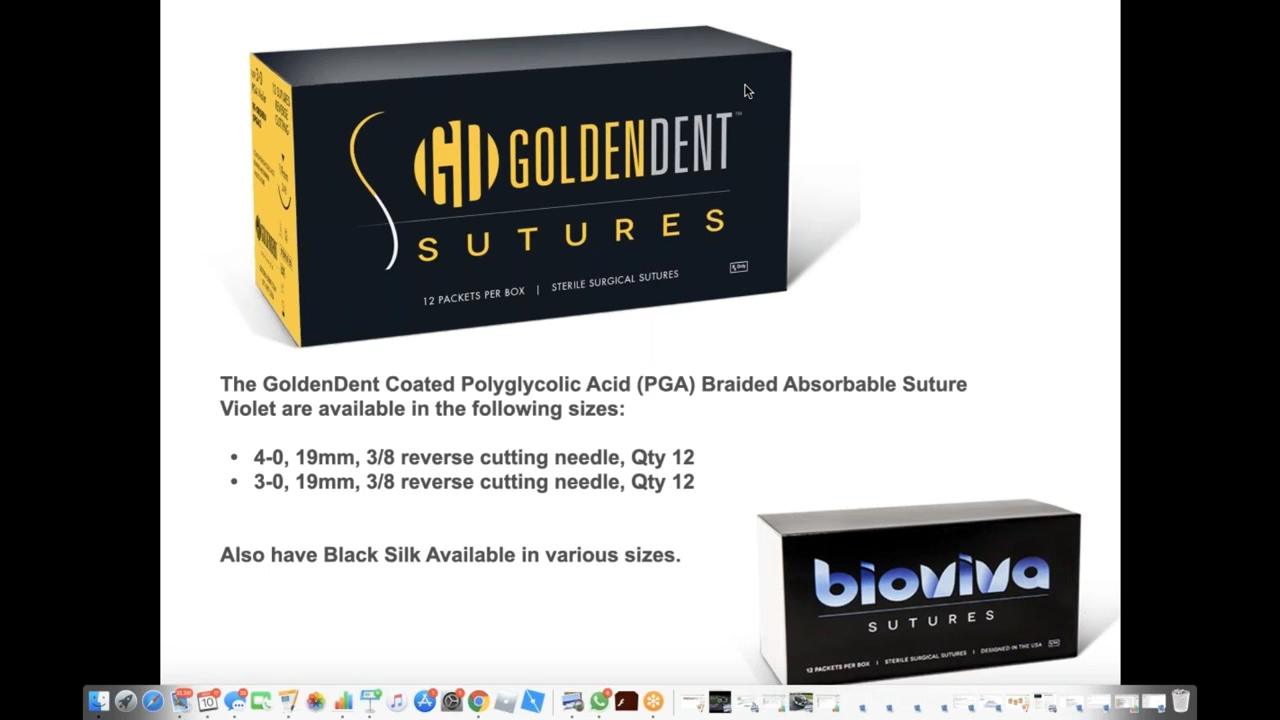 GOLDENDENT™
SUTURES
12 PACKETS PER BOX | STERILE SURGICAL SUTURES
The GoldenDent Coated Polyglycolic Acid (PGA) Braided Absorbable Suture
Violet are available in the following sizes:
• 4-0, 19mm, 3/8 reverse cutting needle, Qty 12
• 3-0, 19mm, 3/8 reverse cutting needle, Qty 12
Also have Black Silk Available in various sizes.
bioviva
SUTURES
12 PACKETS PER BOX | STERILE SURGICAL SUTURES | DESIGNED IN THE USA